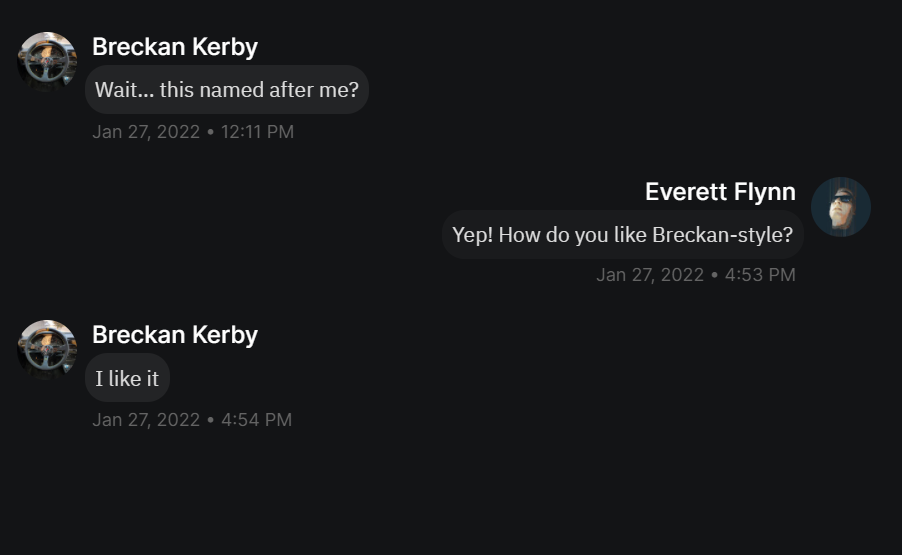 Breckan Kerby
Wait... this named after me?
Jan 27, 2022 • 12:11 PM
Everett Flynn
Yep! How do you like Breckan-style?
Jan 27, 2022 • 4:53 PM
Breckan Kerby
I like it
Jan 27, 2022 • 4:54 PM